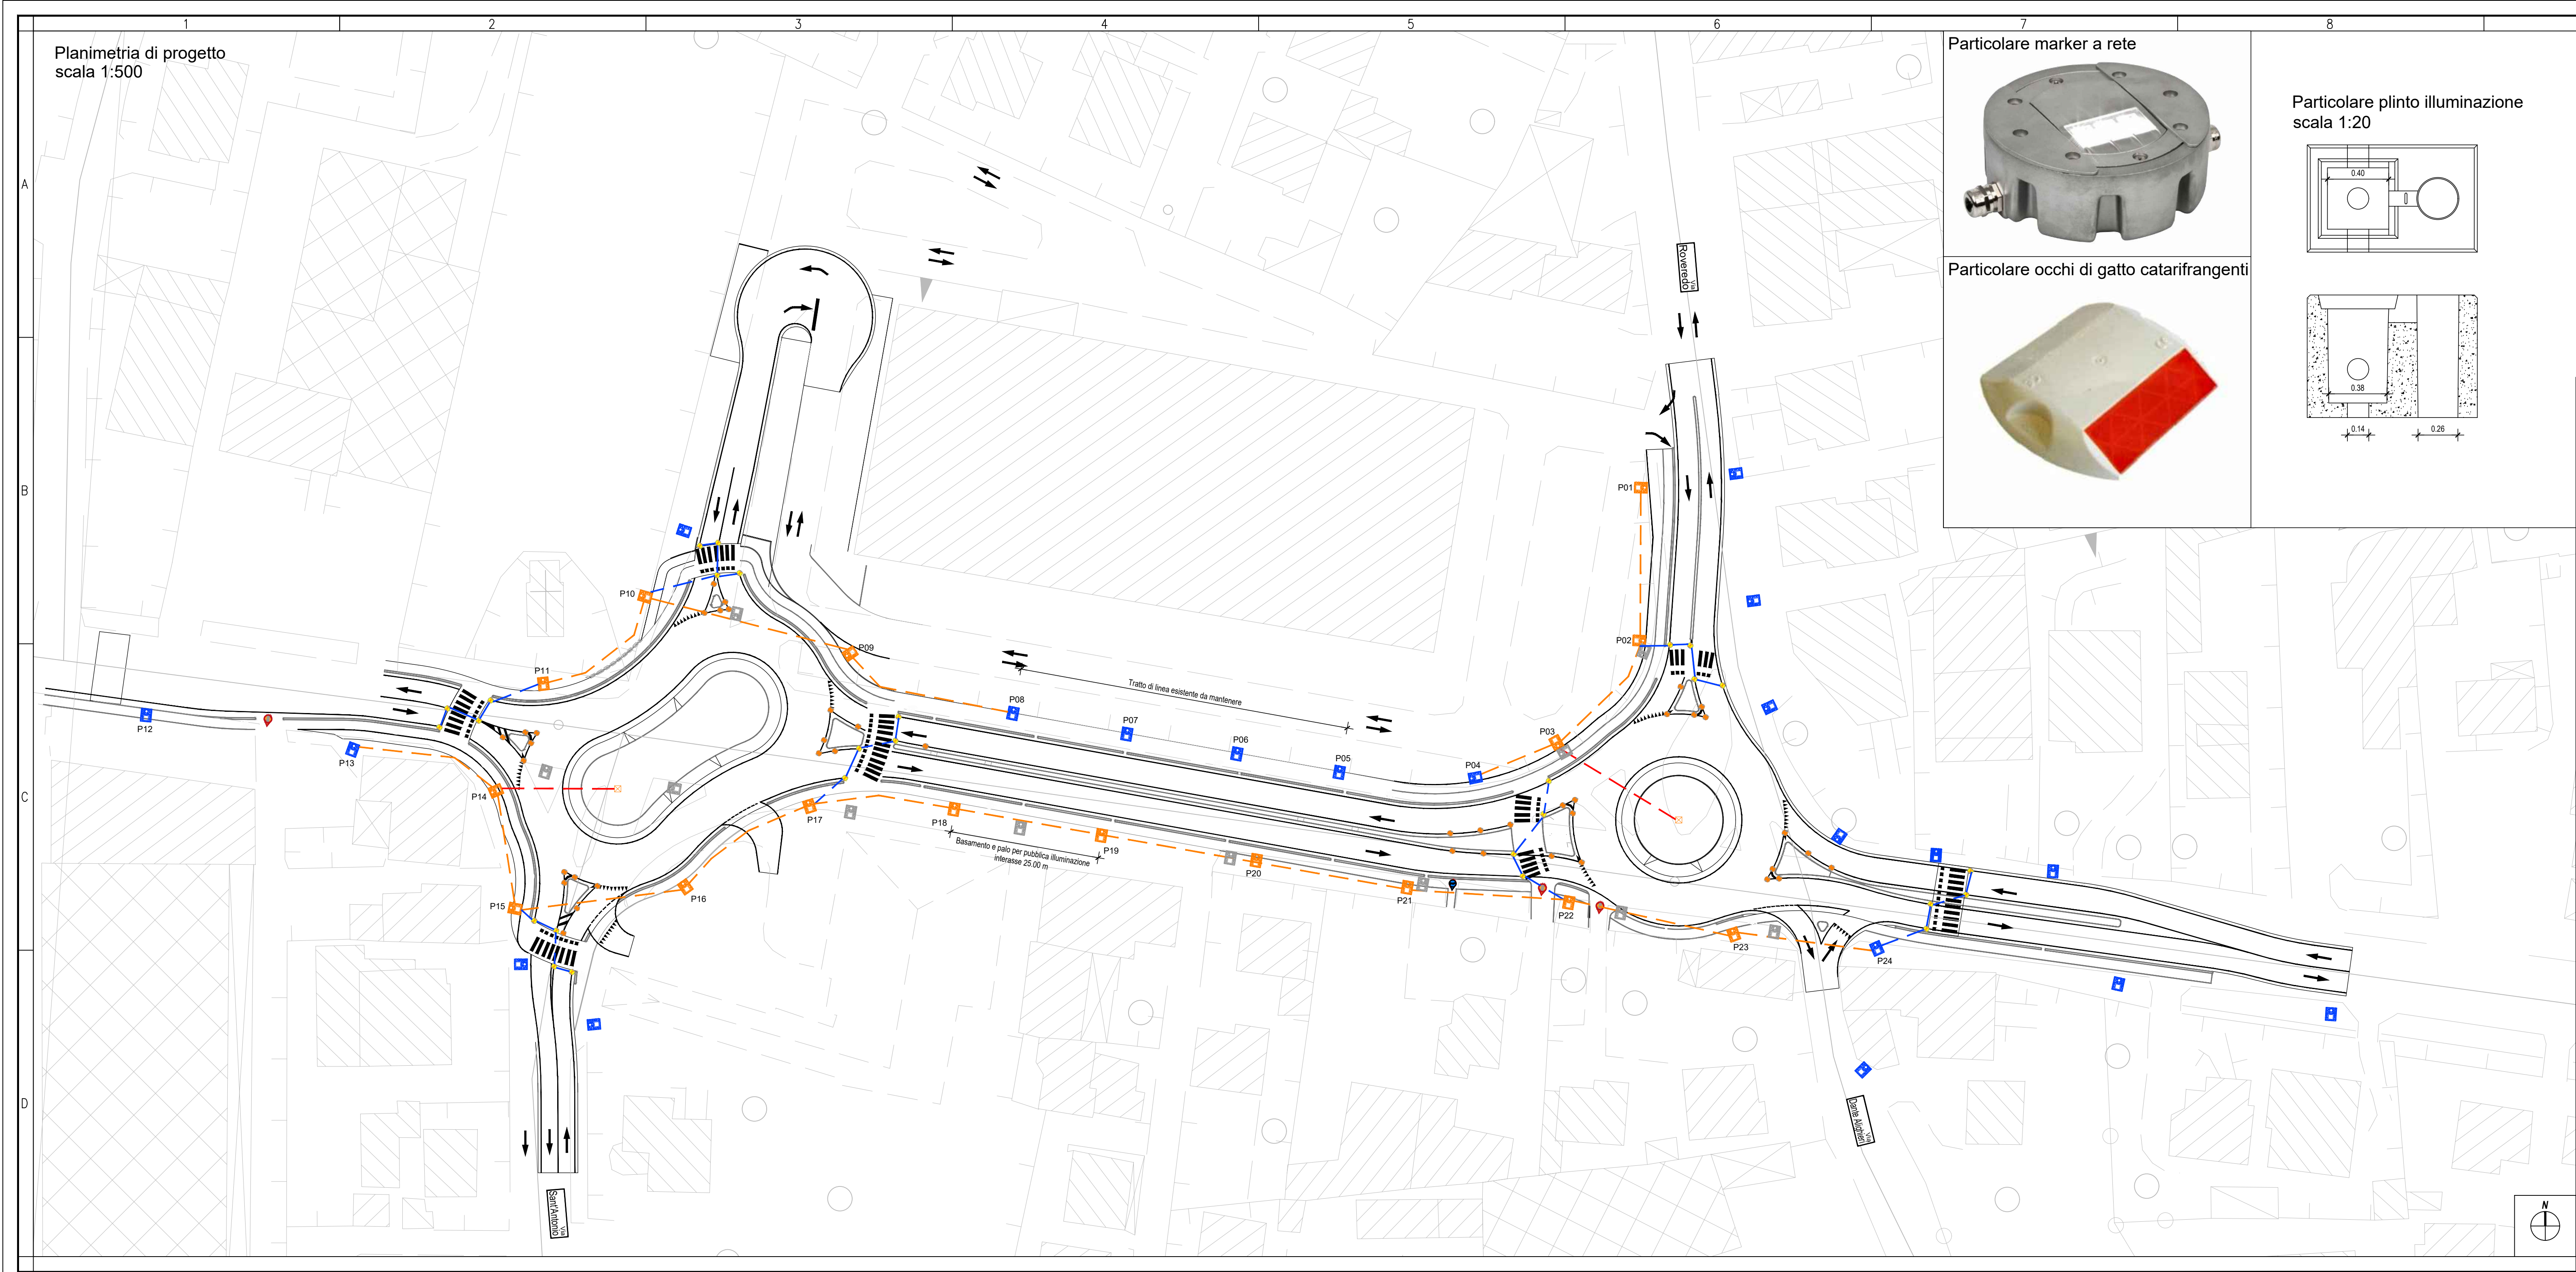 1 2 3 4 5 6 7 8
Planimetria di progetto
scala 1:500
Particolare marker a rete
Particolare plinto illuminazione
scala 1:20
0.40
A
Via
Roveredo
Particolare occhi di gatto catarifrangenti
0.38
0.14 0.26
B
P01
P10
P02
P09
P11
Tratto di linea esistente da mantenere
P08
P12
P07
P03
P06
P13
P05
P04
C
P14
P17
P18
P19
Basamento e palo per pubblica illuminazione
interasse 25,00 m
P20
P16
P21
P15
P22
P23
P24
D
Via
Dante Alighieri
Via
Sant'Antonio
N